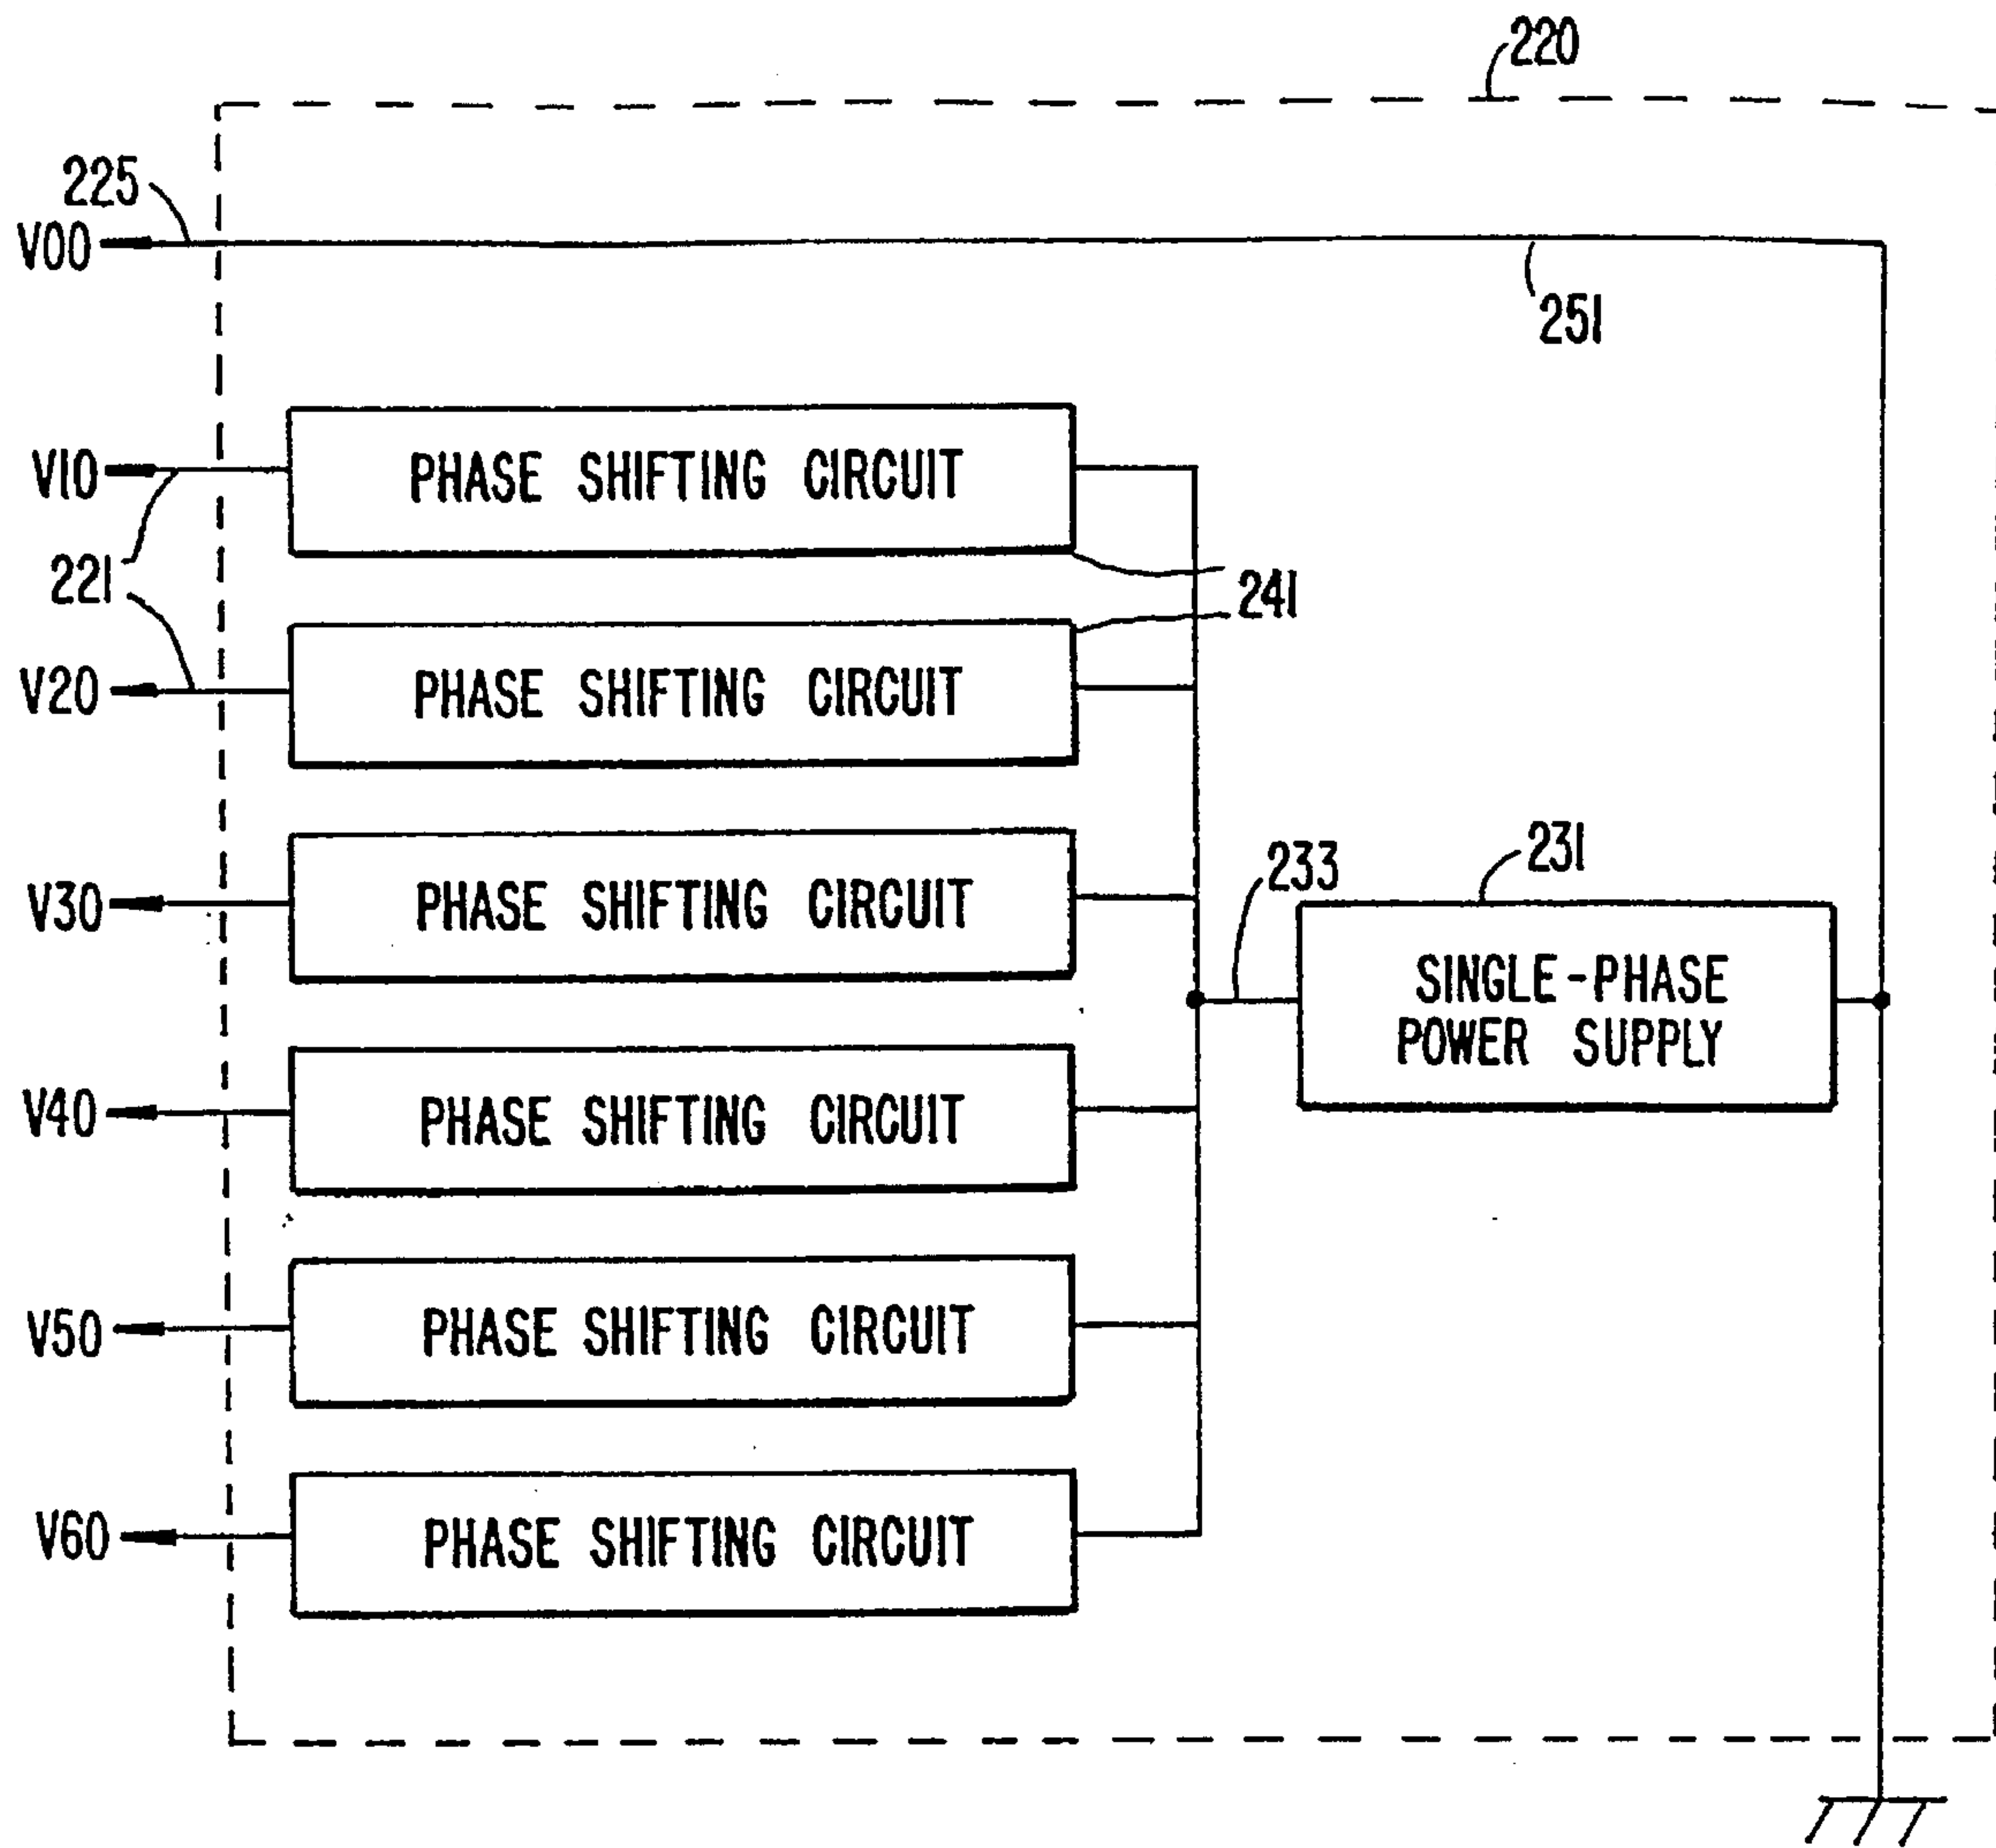 220
225
V00
251
V10
PHASE SHIFTING CIRCUIT
221
241
V20
PHASE SHIFTING CIRCUIT
V30
PHASE SHIFTING CIRCUIT
233
231
SINGLE-PHASE
POWER SUPPLY
V40
PHASE SHIFTING CIRCUIT
V50
PHASE SHIFTING CIRCUIT
V60
PHASE SHIFTING CIRCUIT